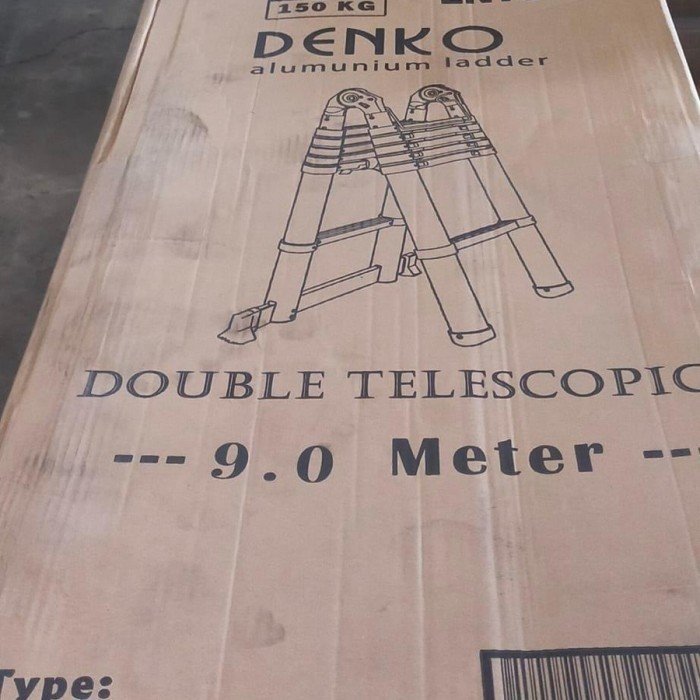 150 KG
DENKO
alumunium ladder
DOUBLE TELESCOPIC
--- 9.0 Meter --
Type: